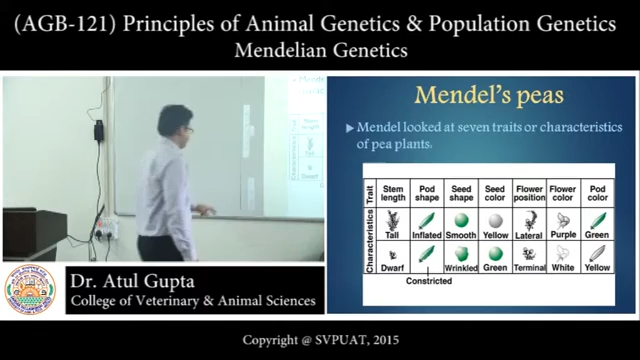 (AGB-121) Principles of Animal Genetics & Population Genetics
Mendelian Genetics
Mendel's peas
Mendel looked at seven traits or characteristics
of pea plants.
Trait
Stem length
Pod shape
Seed shape
Seed color
Flower position
Flower color
Pod color
Characteristics
Tall
Inflated
Smooth
Yellow
Lateral
Purple
Green
Dwarf
Constricted
Wrinkled
Green
Terminal
White
Yellow
Dr. Atul Gupta
College of Veterinary & Animal Sciences
Copyright @ SVPUAT, 2015